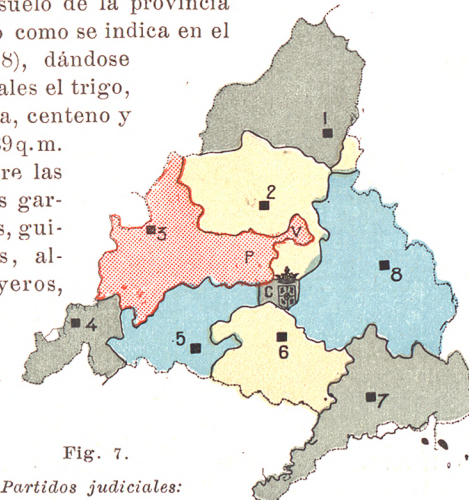 suelo de la provincia
como se indica en el
8), dándose
ales el trigo,
a, centeno y
39 q. m.
re las
s gar-
s, gui-
s, al-
yeros,
1
2
3
V
P
8
C
4
5
6
7
Fig. 7.
Partidos judiciales: